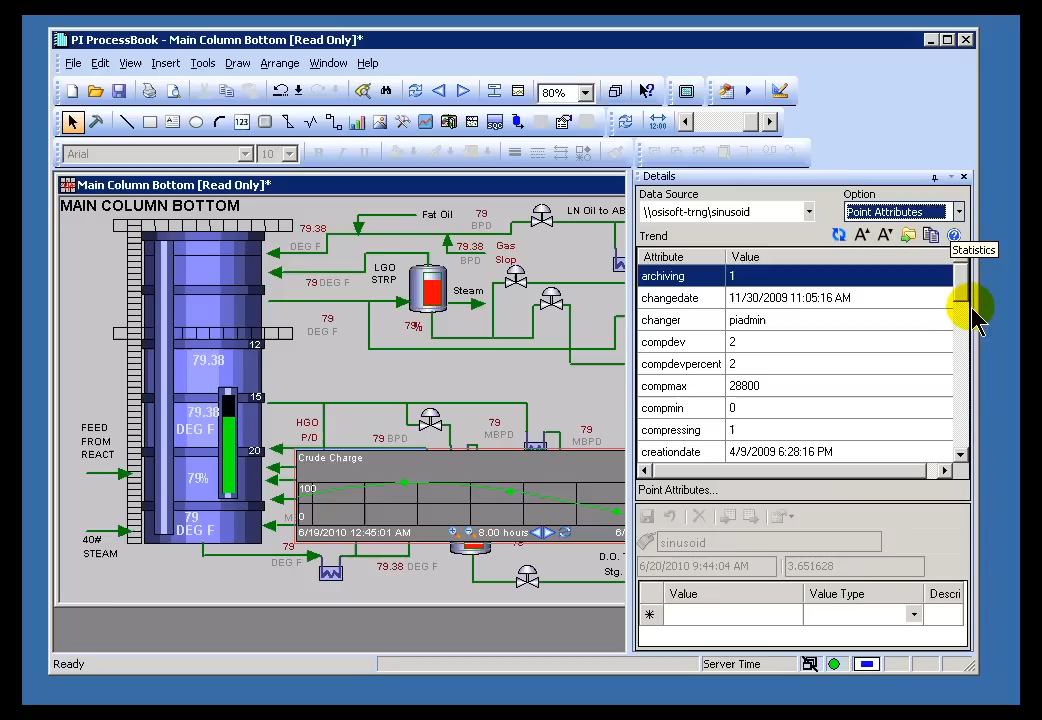 PI ProcessBook - Main Column Bottom [Read Only]*
File Edit View Insert Tools Draw Arrange Window Help
80%
123
SQC
12:00
Arial 10 B I U
Main Column Bottom [Read Only]*
MAIN COLUMN BOTTOM
79.38
DEG F
79 DEG F
79
DEG F
Fat Oil
79
BPD
LN Oil to AB
79.38
BPD
Gas
Slop
LGO
STRP
Steam
79%
12
79.38
15
79.38
DEG F
20
79%
79
DEG F
FEED
FROM
REACT
40#
STEAM
HGO
P/D
79 BPD
79
MBPD
79
MBPD
Crude Charge
100
0
6/19/2010 12:45:01 AM
8.00 hours
6/
79
DEG F
79.38 DEG F
D.O. T
Stg.
Details
Data Source
Option
\\osisoft-trng\sinusoid
Point Attributes
Trend
Statistics
Attribute Value
archiving 1
changedate 11/30/2009 11:05:16 AM
changer piadmin
compdev 2
compdevpercent 2
compmax 28800
compmin 0
compressing 1
creationdate 4/9/2009 6:28:16 PM
Point Attributes...
sinusoid
6/20/2010 9:44:04 AM 3.651628
Value Value Type Descri
Ready
Server Time